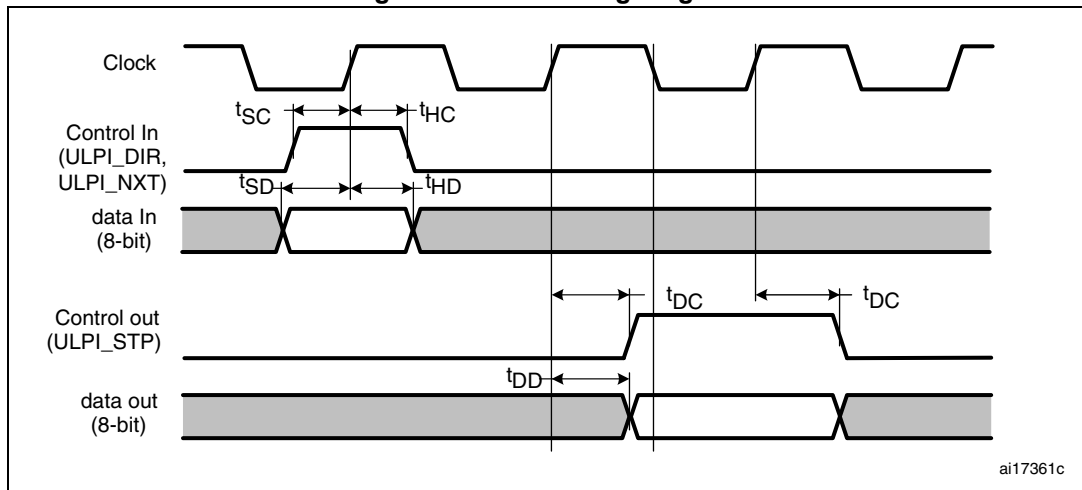 Clock
tSC
tHC
Control In
(ULPI_DIR,
ULPI_NXT)
tSD
tHD
data In
(8-bit)
tDC
tDC
Control out
(ULPI_STP)
tDD
data out
(8-bit)
ai17361c